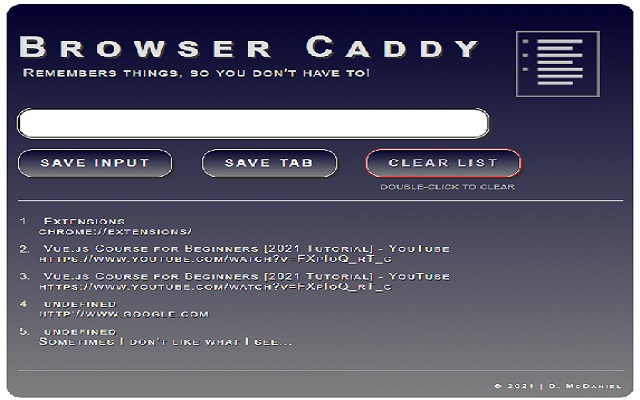 Browser Caddy
Remembers things, so you don't have to!
SAVE INPUT
SAVE TAB
CLEAR LIST
DOUBLE-CLICK TO CLEAR
1. Extensions
chrome://extensions/
2. Vue.js Course for Beginners [2021 Tutorial] - YouTube
https://www.youtube.com/watch?v=FXpIoQ_rT_c
3. Vue.js Course for Beginners [2021 Tutorial] - YouTube
https://www.youtube.com/watch?v=FXpIoQ_rT_c
4. undefined
http://www.google.com
5. undefined
Sometimes I don't like what I see...
© 2021 | D. McDaniel